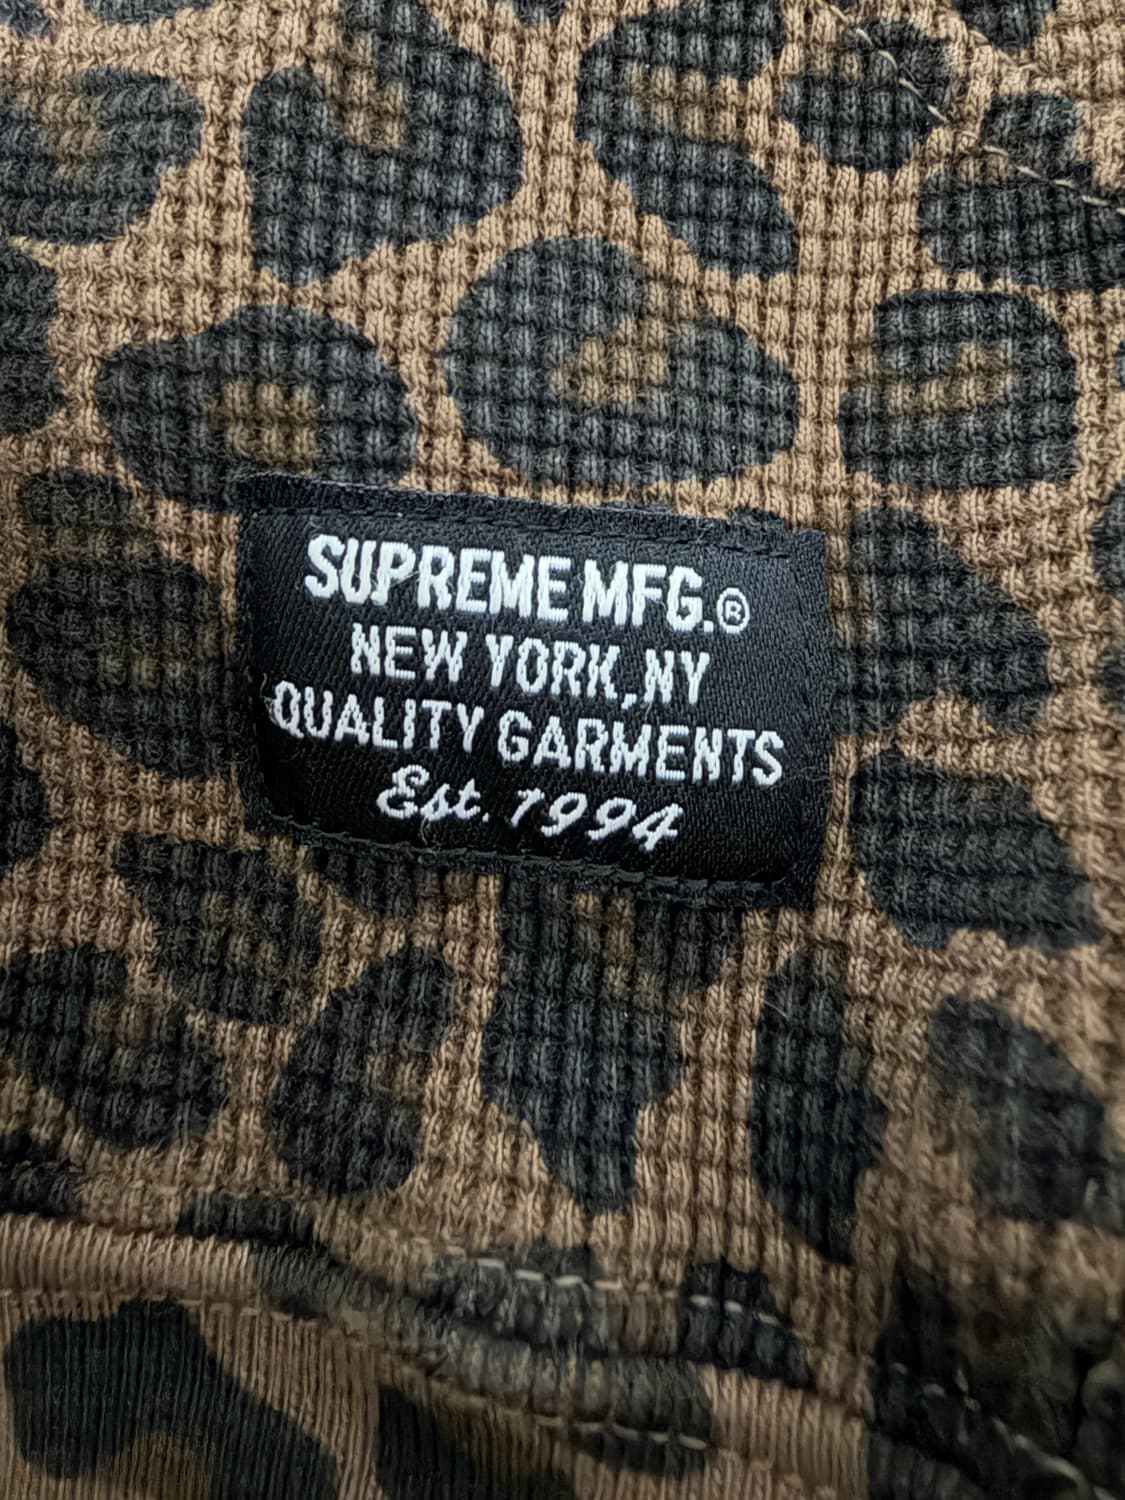 SUPREME MFG.®
NEW YORK, NY
QUALITY GARMENTS
Est. 1994